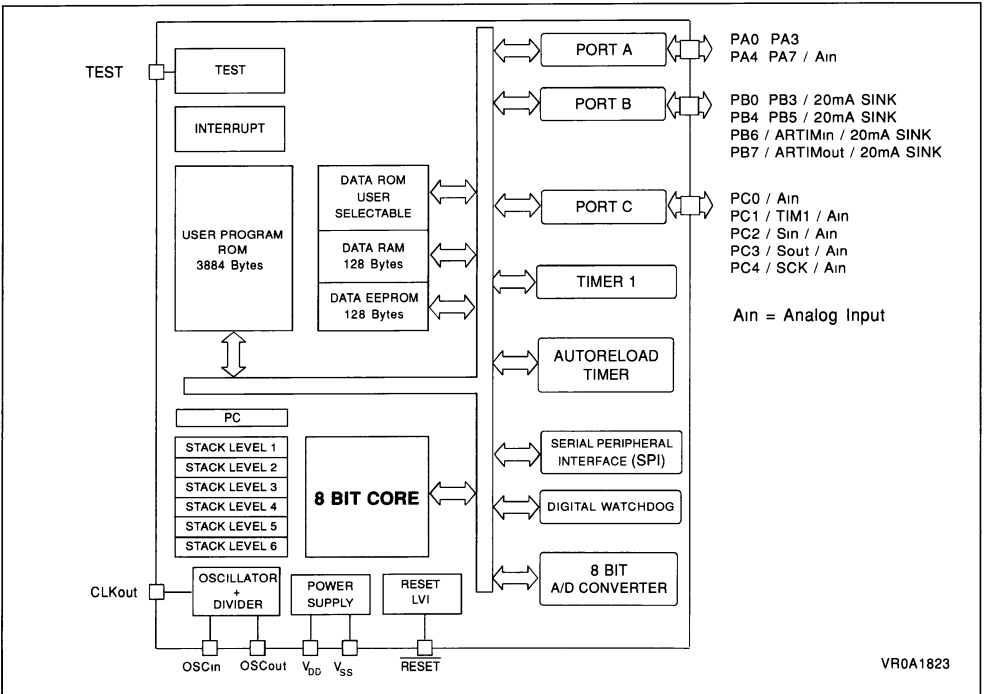 TEST
TEST
INTERRUPT
USER PROGRAM
ROM
3884 Bytes
DATA ROM
USER
SELECTABLE
DATA RAM
128 Bytes
DATA EEPROM
128 Bytes
PC
STACK LEVEL 1
STACK LEVEL 2
STACK LEVEL 3
STACK LEVEL 4
STACK LEVEL 5
STACK LEVEL 6
8 BIT CORE
CLKout
OSCILLATOR
+
DIVIDER
POWER
SUPPLY
RESET
LVI
OSCin
OSCout
VDD
VSS
RESET
PORT A
PORT B
PORT C
TIMER 1
AUTORELOAD
TIMER
SERIAL PERIPHERAL
INTERFACE (SPI)
DIGITAL WATCHDOG
8 BIT
A/D CONVERTER
PA0 PA3
PA4 PA7 / Ain
PB0 PB3 / 20mA SINK
PB4 PB5 / 20mA SINK
PB6 / ARTIMin / 20mA SINK
PB7 / ARTIMout / 20mA SINK
PC0 / Ain
PC1 / TIM1 / Ain
PC2 / Sin / Ain
PC3 / Sout / Ain
PC4 / SCK / Ain
Ain = Analog Input
VR0A1823